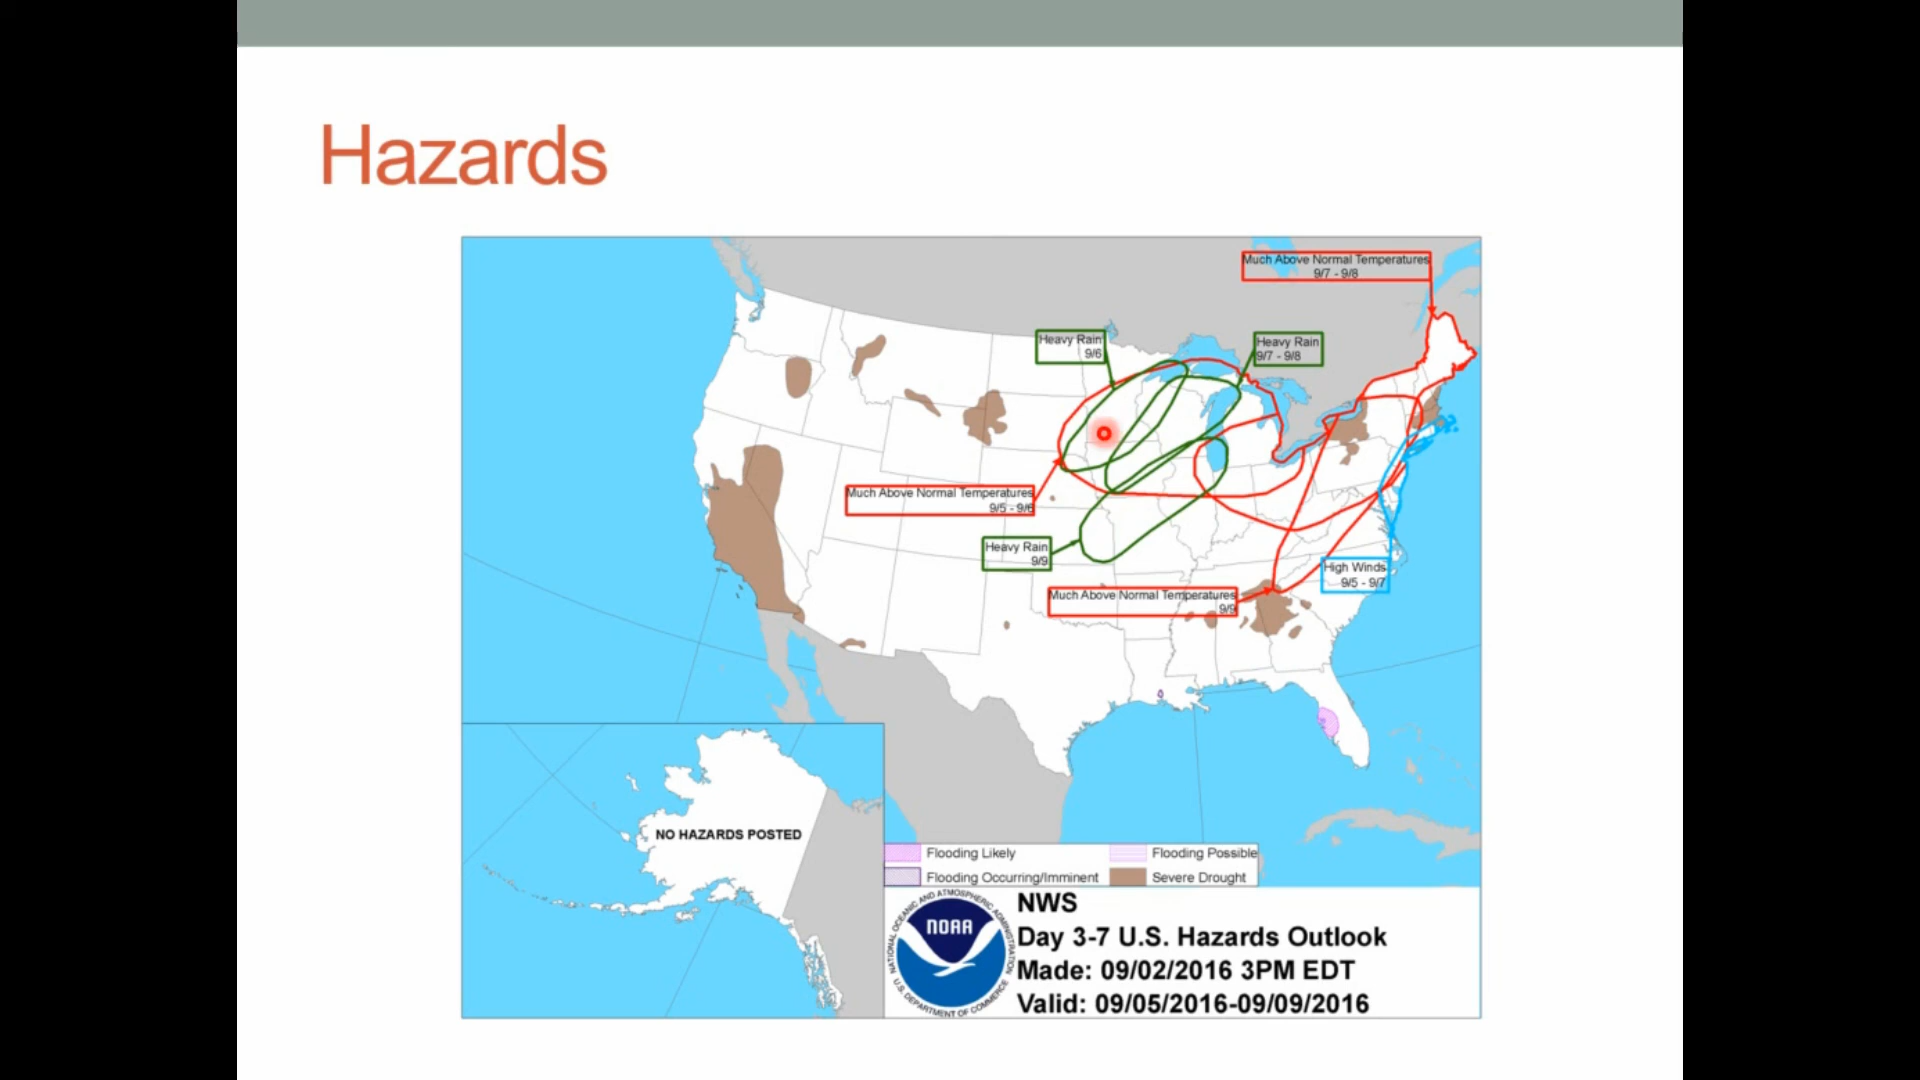 Hazards
Much Above Normal Temperatures
9/7 - 9/8
Heavy Rain
9/6
Heavy Rain
9/7 - 9/8
Much Above Normal Temperatures
9/5 - 9/6
Heavy Rain
9/9
High Winds
9/5 - 9/7
Much Above Normal Temperatures
9/9
NO HAZARDS POSTED
Flooding Likely
Flooding Possible
Flooding Occurring/Imminent
Severe Drought
NATIONAL OCEANIC AND ATMOSPHERIC ADMINISTRATION
NOAA
U.S. DEPARTMENT OF COMMERCE
NWS
Day 3-7 U.S. Hazards Outlook
Made: 09/02/2016 3PM EDT
Valid: 09/05/2016-09/09/2016